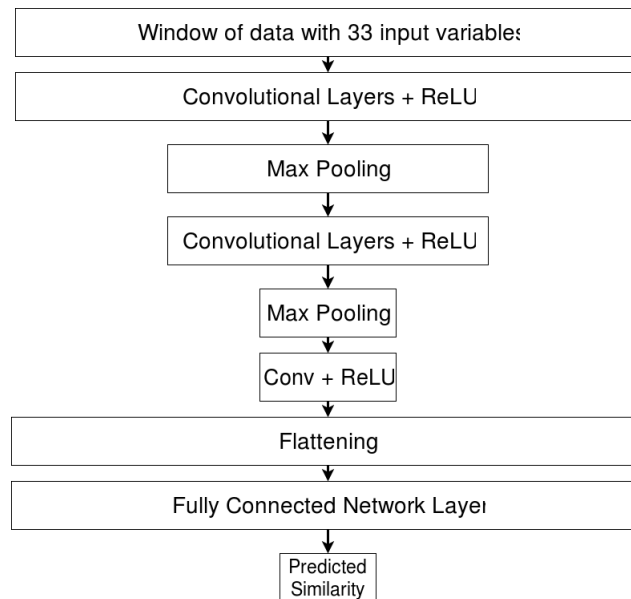 Window of data with 33 input variables
Convolutional Layers + ReLU
Max Pooling
Convolutional Layers + ReLU
Max Pooling
Conv + ReLU
Flattening
Fully Connected Network Layer
Predicted
Similarity